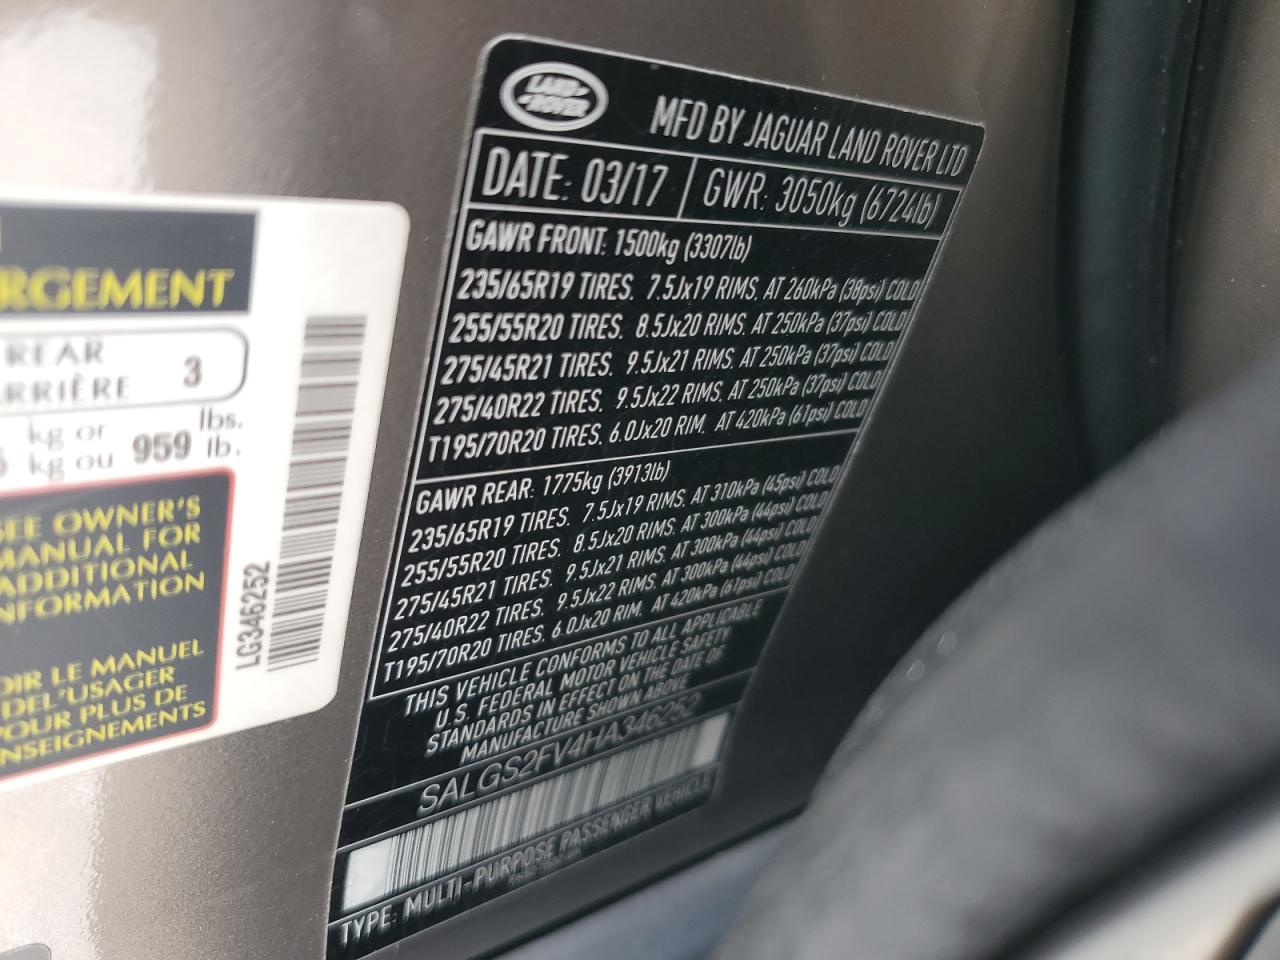 RGEMENT
REAR
RRIÈRE 3
kg or lbs.
kg ou 959 lb.
SEE OWNER'S
MANUAL FOR
ADDITIONAL
INFORMATION
OIR LE MANUEL
DEL'USAGER
POUR PLUS DE
NSEIGNEMENTS
LG346252
LAND
ROVER
MFD BY JAGUAR LAND ROVER LTD
DATE: 03/17 GWR: 3050kg (6724lb)
GAWR FRONT: 1500kg (3307lb)
235/65R19 TIRES. 7.5Jx19 RIMS. AT 260kPa (38psi) COLD
255/55R20 TIRES. 8.5Jx20 RIMS. AT 250kPa (37psi) COLD
275/45R21 TIRES. 9.5Jx21 RIMS. AT 250kPa (37psi) COLD
275/40R22 TIRES. 9.5Jx22 RIMS. AT 250kPa (37psi) COLD
T195/70R20 TIRES. 6.0Jx20 RIM. AT 420kPa (61psi) COLD
GAWR REAR: 1775kg (3913lb)
235/65R19 TIRES. 7.5Jx19 RIMS. AT 310kPa (45psi) COLD
255/55R20 TIRES. 8.5Jx20 RIMS. AT 300kPa (44psi) COLD
275/45R21 TIRES. 9.5Jx21 RIMS. AT 300kPa (44psi) COLD
275/40R22 TIRES. 9.5Jx22 RIMS. AT 300kPa (44psi) COLD
T195/70R20 TIRES. 6.0Jx20 RIM. AT 420kPa (61psi) COLD
THIS VEHICLE CONFORMS TO ALL APPLICABLE
U.S. FEDERAL MOTOR VEHICLE SAFETY
STANDARDS IN EFFECT ON THE DATE OF
MANUFACTURE SHOWN ABOVE
SALGS2FV4HA346252
TYPE: MULTI-PURPOSE PASSENGER VEHICLE